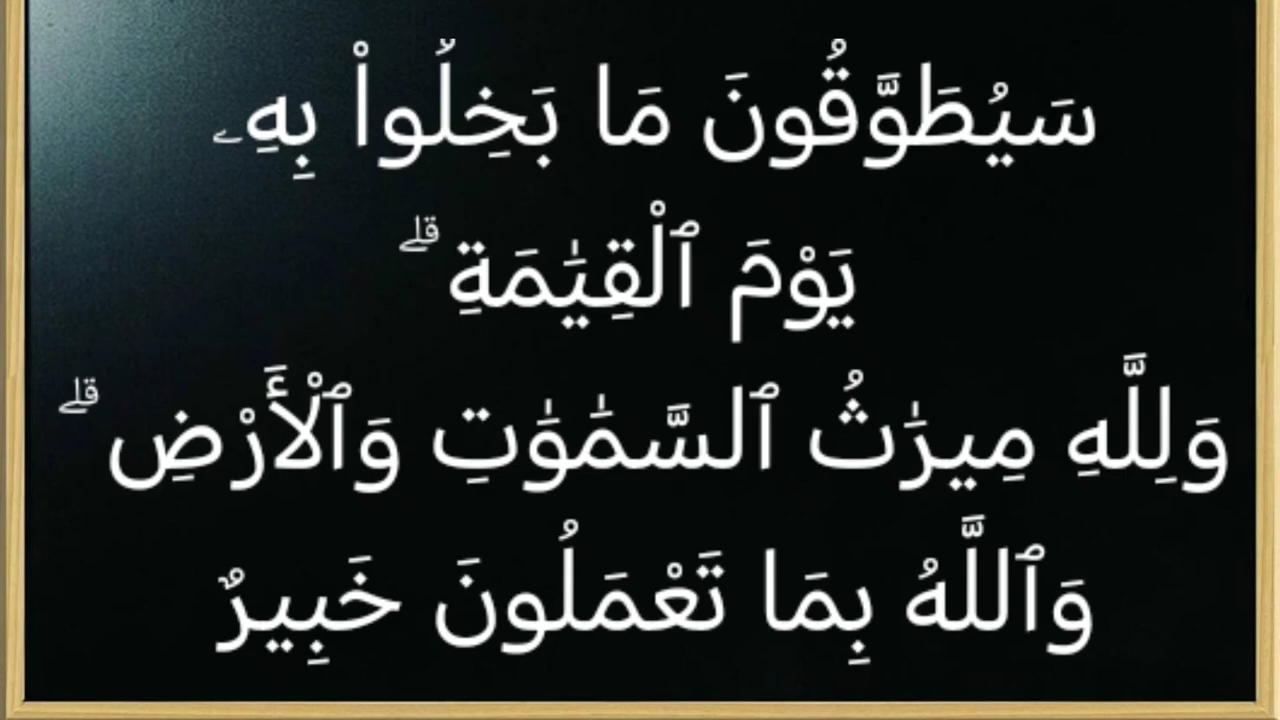 سَيُطَوَّقُونَ مَا بَخِلُوا۟ بِهِۦ
يَوْمَ ٱلْقِيَٰمَةِ ۗ
وَلِلَّهِ مِيرَٰثُ ٱلسَّمَٰوَٰتِ وَٱلْأَرْضِ ۗ
وَٱللَّهُ بِمَا تَعْمَلُونَ خَبِيرٌ